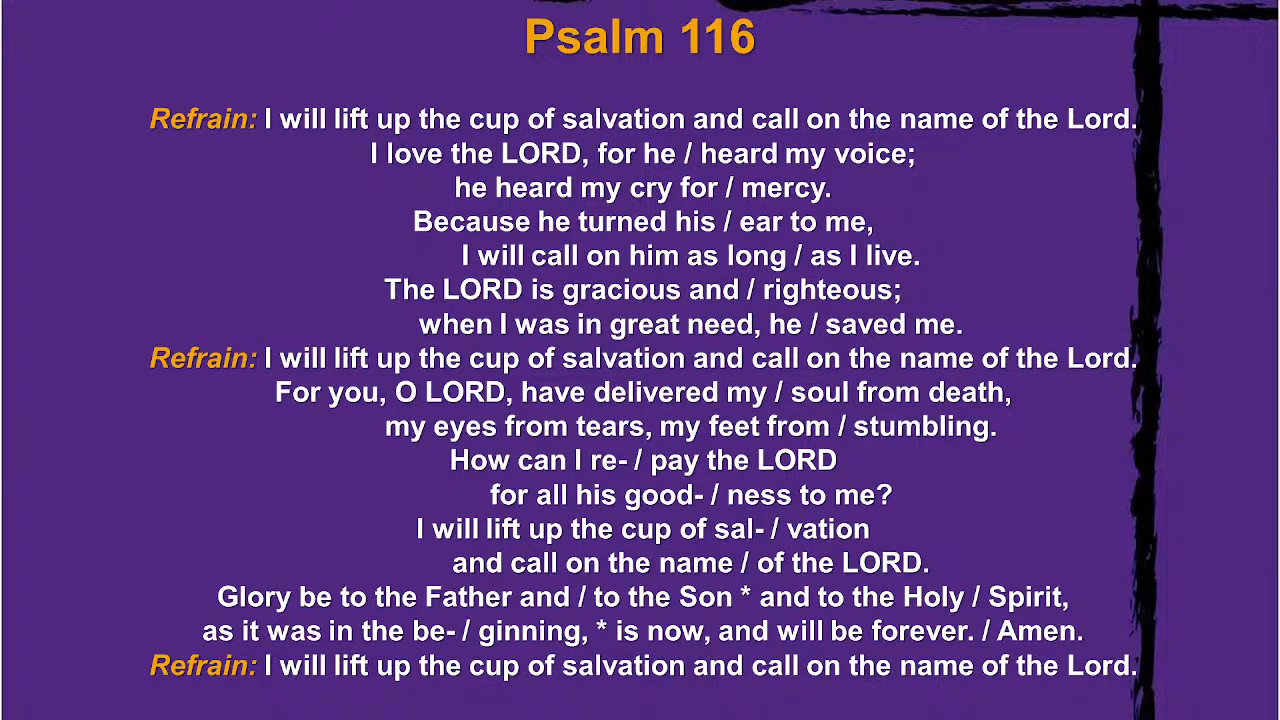 Psalm 116
Refrain: I will lift up the cup of salvation and call on the name of the Lord.
I love the LORD, for he / heard my voice;
he heard my cry for / mercy.
Because he turned his / ear to me,
I will call on him as long / as I live.
The LORD is gracious and / righteous;
when I was in great need, he / saved me.
Refrain: I will lift up the cup of salvation and call on the name of the Lord.
For you, O LORD, have delivered my / soul from death,
my eyes from tears, my feet from / stumbling.
How can I re- / pay the LORD
for all his good- / ness to me?
I will lift up the cup of sal- / vation
and call on the name / of the LORD.
Glory be to the Father and / to the Son * and to the Holy / Spirit,
as it was in the be- / ginning, * is now, and will be forever. / Amen.
Refrain: I will lift up the cup of salvation and call on the name of the Lord.